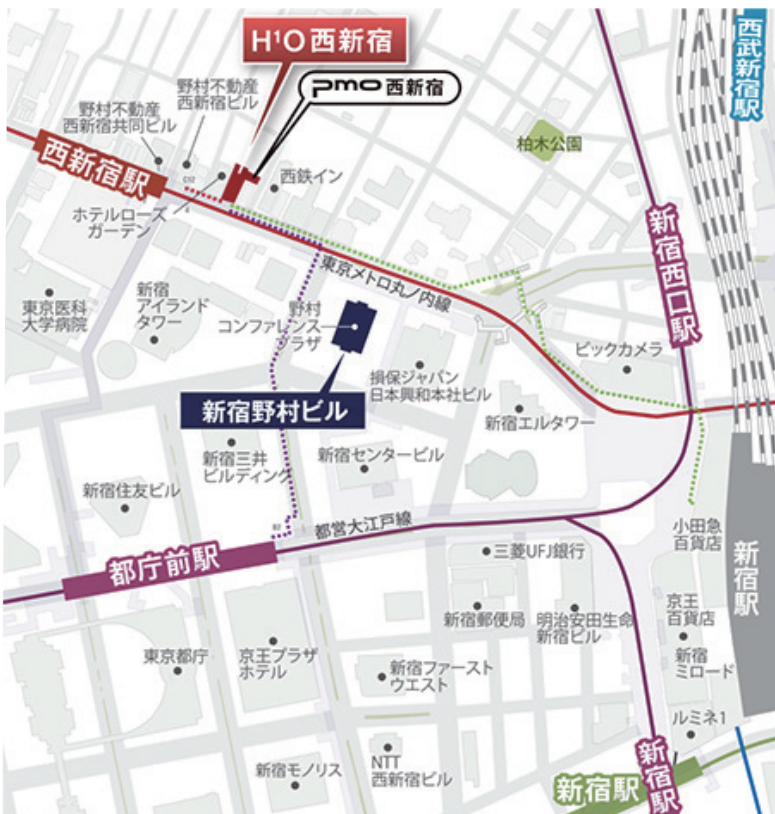 H¹O西新宿
西武新宿駅
pmo西新宿
野村不動産
西新宿ビル
野村不動産
西新宿共同ビル
柏木公園
西新宿駅
C12
西鉄イン
4
ホテルローズ
ガーデン
新宿西口駅
東京メトロ丸ノ内線
東京医科
大学病院
新宿
アイランド
タワー
野村
コンファレンス
プラザ
ビックカメラ
損保ジャパン
日本興和本社ビル
新宿野村ビル
新宿エルタワー
新宿三井
ビルディング
新宿センタービル
新宿住友ビル
B2
都営大江戸線
小田急
百貨店
都庁前駅
三菱UFJ銀行
新宿駅
新宿郵便局
明治安田生命
新宿ビル
京王
百貨店
東京都庁
京王プラザ
ホテル
新宿ファースト
ウエスト
新宿
ミロード
ルミネ1
新宿モノリス
NTT
西新宿ビル
新宿駅
新宿駅